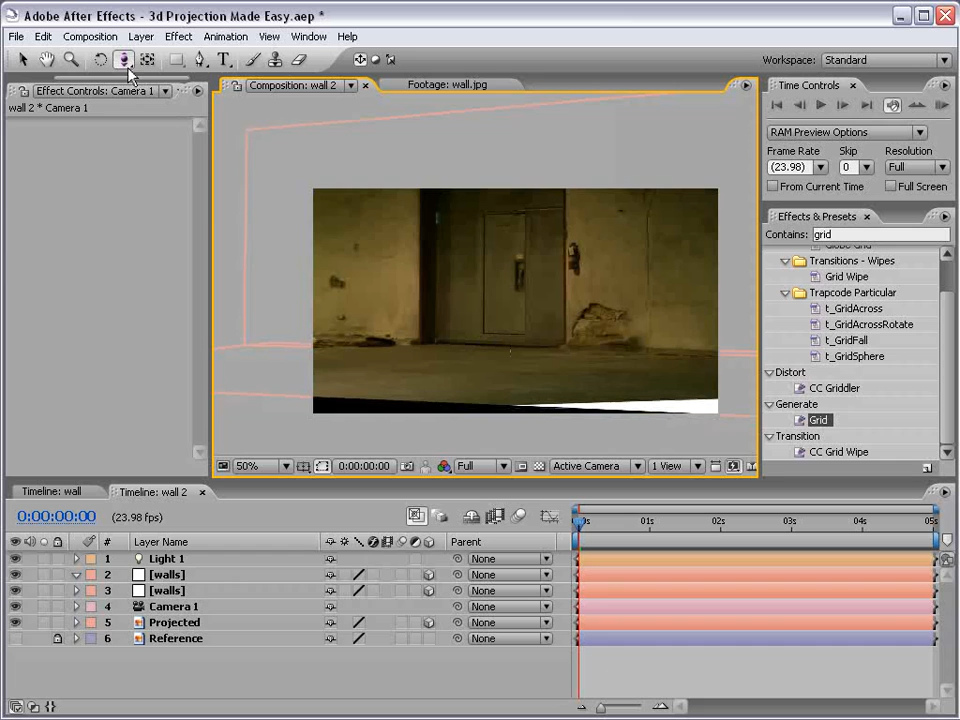 Adobe After Effects - 3d Projection Made Easy.aep *
File Edit Composition Layer Effect Animation View Window Help
Workspace: Standard
Effect Controls: Camera 1
wall 2 * Camera 1
Composition: wall 2
Footage: wall.jpg
Time Controls
RAM Preview Options
Frame Rate Skip Resolution
(23.98) 0 Full
From Current Time Full Screen
Effects & Presets
Contains: grid
Transitions - Wipes
Grid Wipe
Trapcode Particular
t_GridAcross
t_GridAcrossRotate
t_GridFall
t_GridSphere
Distort
CC Griddler
Generate
Grid
Transition
CC Grid Wipe
50% 0:00:00:00 Full Active Camera 1 View
Timeline: wall Timeline: wall 2
0:00:00:00 (23.98 fps)
01s 02s 03s 04s 05s
# Layer Name Parent
1 Light 1 None
2 [walls] None
3 [walls] None
4 Camera 1 None
5 Projected None
6 Reference None